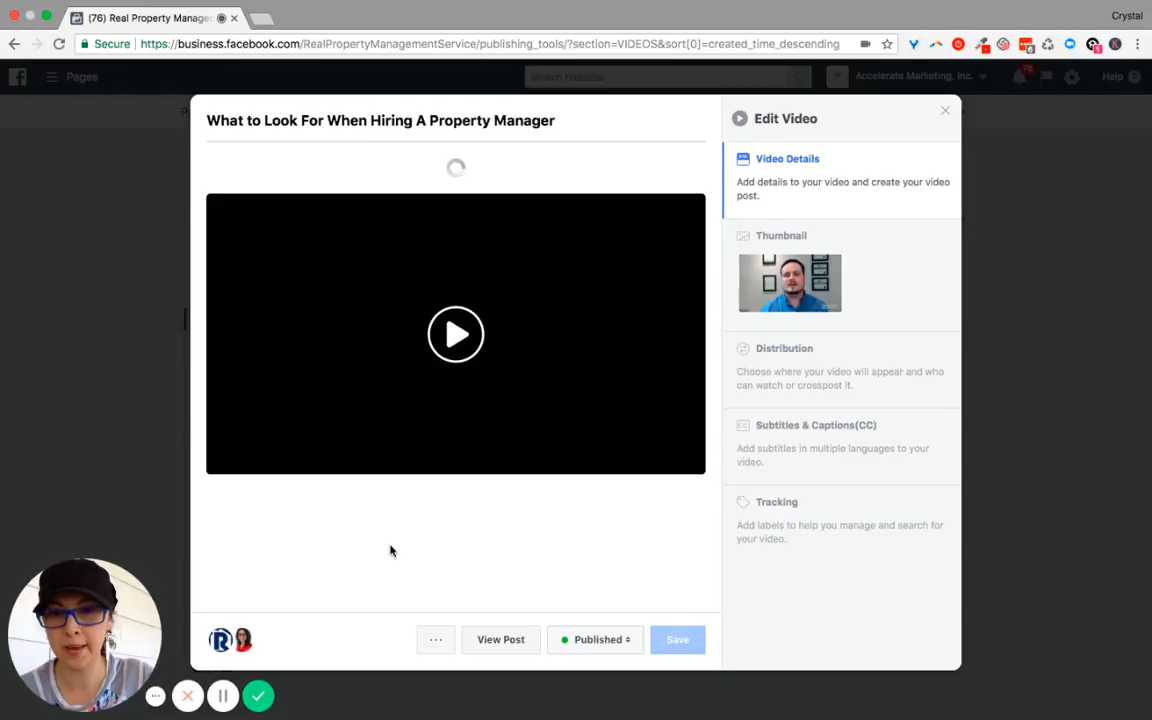 (76) Real Property Manage
Crystal
Secure
https://business.facebook.com/RealPropertyManagementService/publishing_tools/?section=VIDEOS&sort[0]=created_time_descending
Pages
Search Facebook
Accelerate Marketing, Inc.
76
Help
What to Look For When Hiring A Property Manager
Edit Video
Video Details
Add details to your video and create your video
post.
Thumbnail
Distribution
Choose where your video will appear and who
can watch or crosspost it.
Subtitles & Captions(CC)
Add subtitles in multiple languages to your
video.
Tracking
Add labels to help you manage and search for
your video.
R
...
View Post
Published
Save